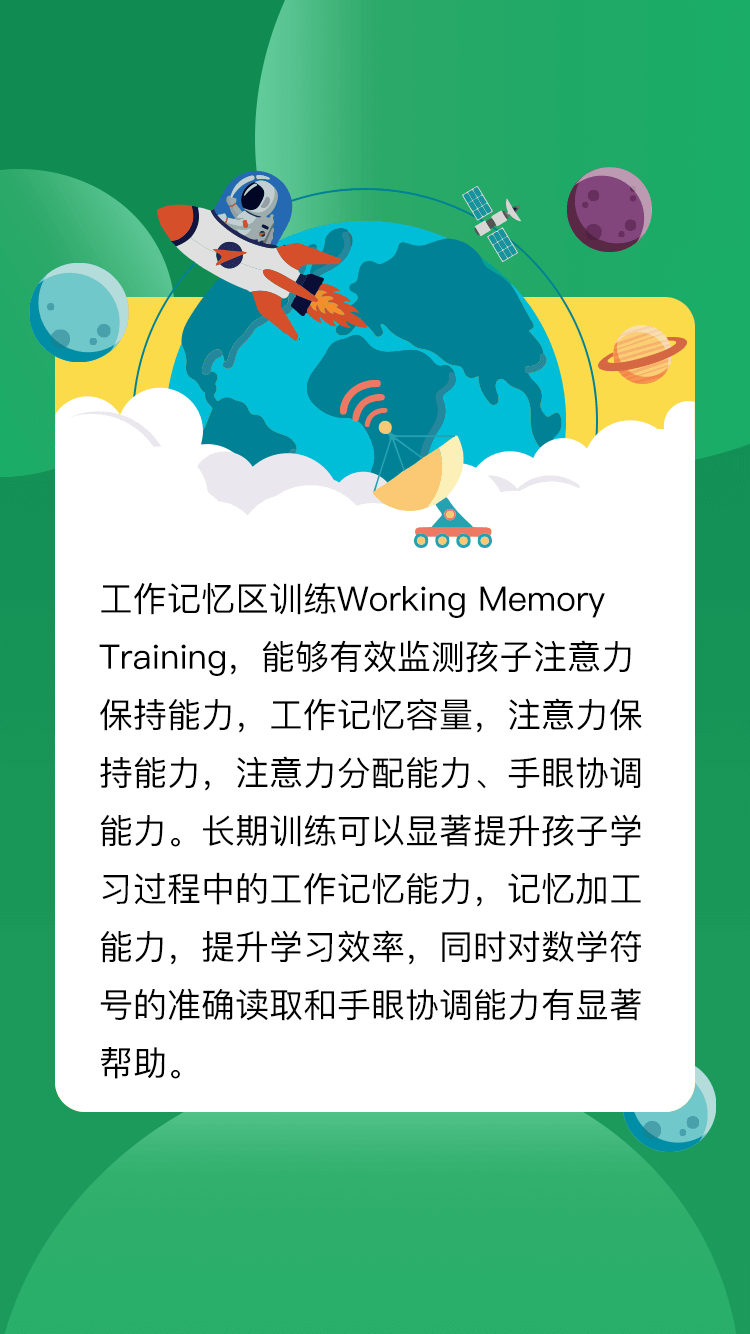 工作记忆区训练Working Memory
Training，能够有效监测孩子注意力
保持能力，工作记忆容量，注意力保
持能力，注意力分配能力、手眼协调
能力。长期训练可以显著提升孩子学
习过程中的工作记忆能力，记忆加工
能力，提升学习效率，同时对数学符
号的准确读取和手眼协调能力有显著
帮助。